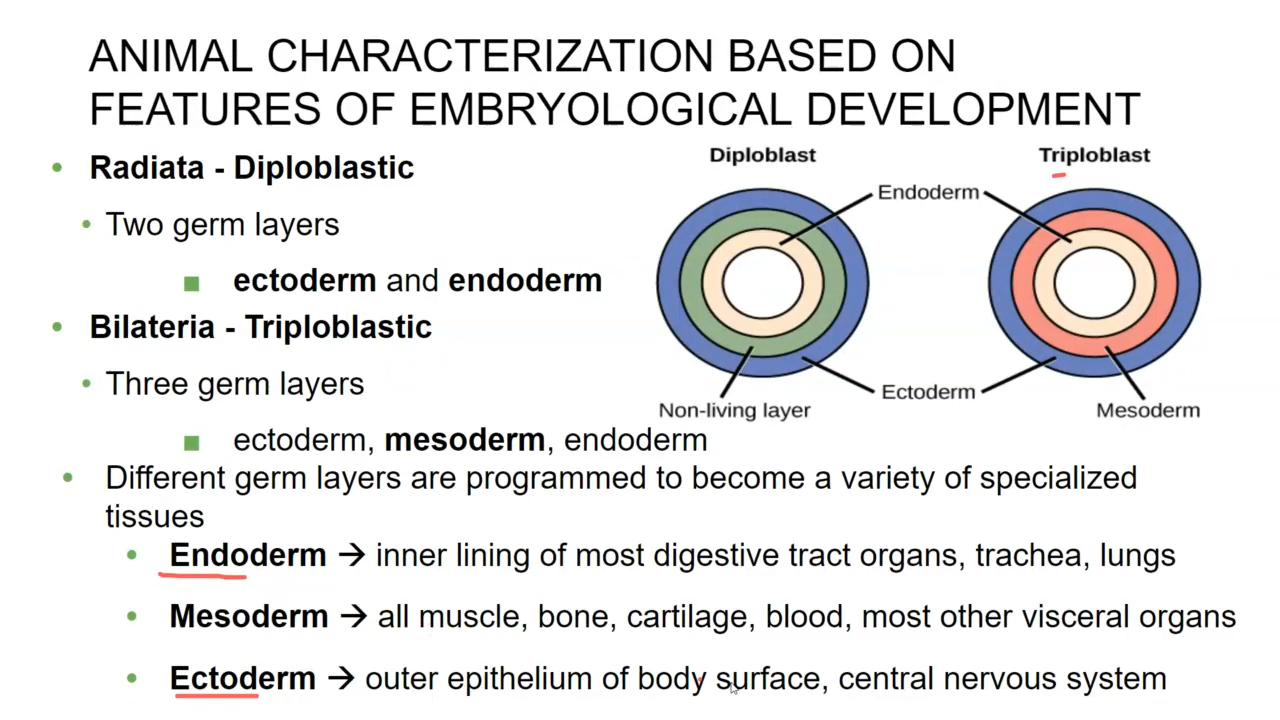 ANIMAL CHARACTERIZATION BASED ON
FEATURES OF EMBRYOLOGICAL DEVELOPMENT
• Radiata - Diploblastic
• Two germ layers
■ ectoderm and endoderm
• Bilateria - Triploblastic
• Three germ layers
■ ectoderm, mesoderm, endoderm
Diploblast
Triploblast
Endoderm
Ectoderm
Non-living layer
Mesoderm
• Different germ layers are programmed to become a variety of specialized
tissues
• Endoderm → inner lining of most digestive tract organs, trachea, lungs
• Mesoderm → all muscle, bone, cartilage, blood, most other visceral organs
• Ectoderm → outer epithelium of body surface, central nervous system